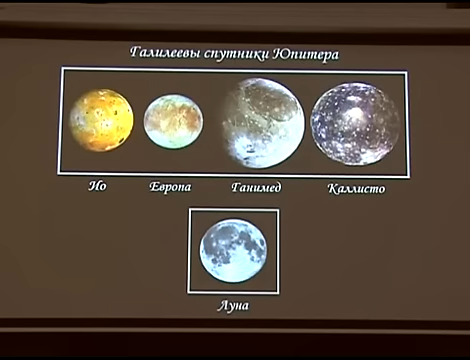 Галилеевы спутники Юпитера
Ио Европа Ганимед Каллисто
Луна